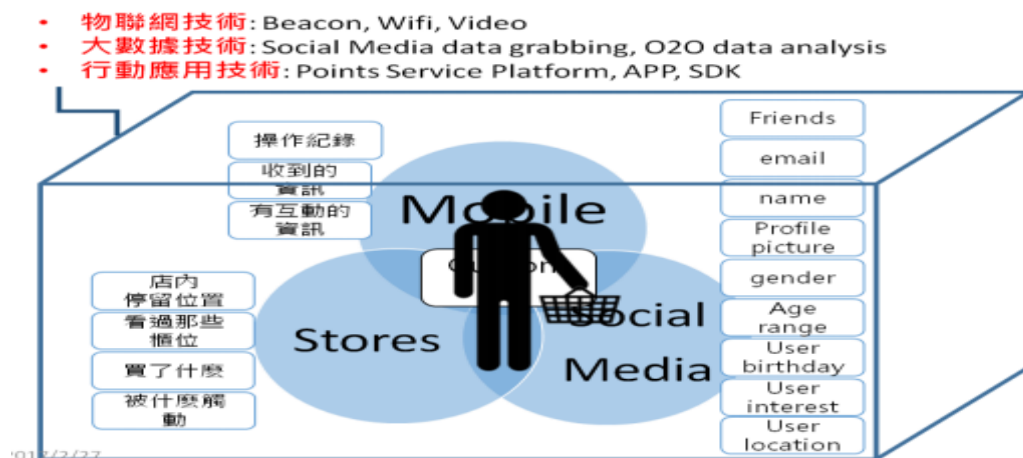 • 物聯網技術: Beacon, Wifi, Video
• 大數據技術: Social Media data grabbing, O2O data analysis
• 行動應用技術: Points Service Platform, APP, SDK
操作紀錄
收到的
資訊
有互動的
資訊
Mobile
店內
停留位置
看過那些
櫃位
買了什麼
被什麼觸
動
Stores
Social
Media
Friends
email
name
Profile
picture
gender
Age
range
User
birthday
User
interest
User
location